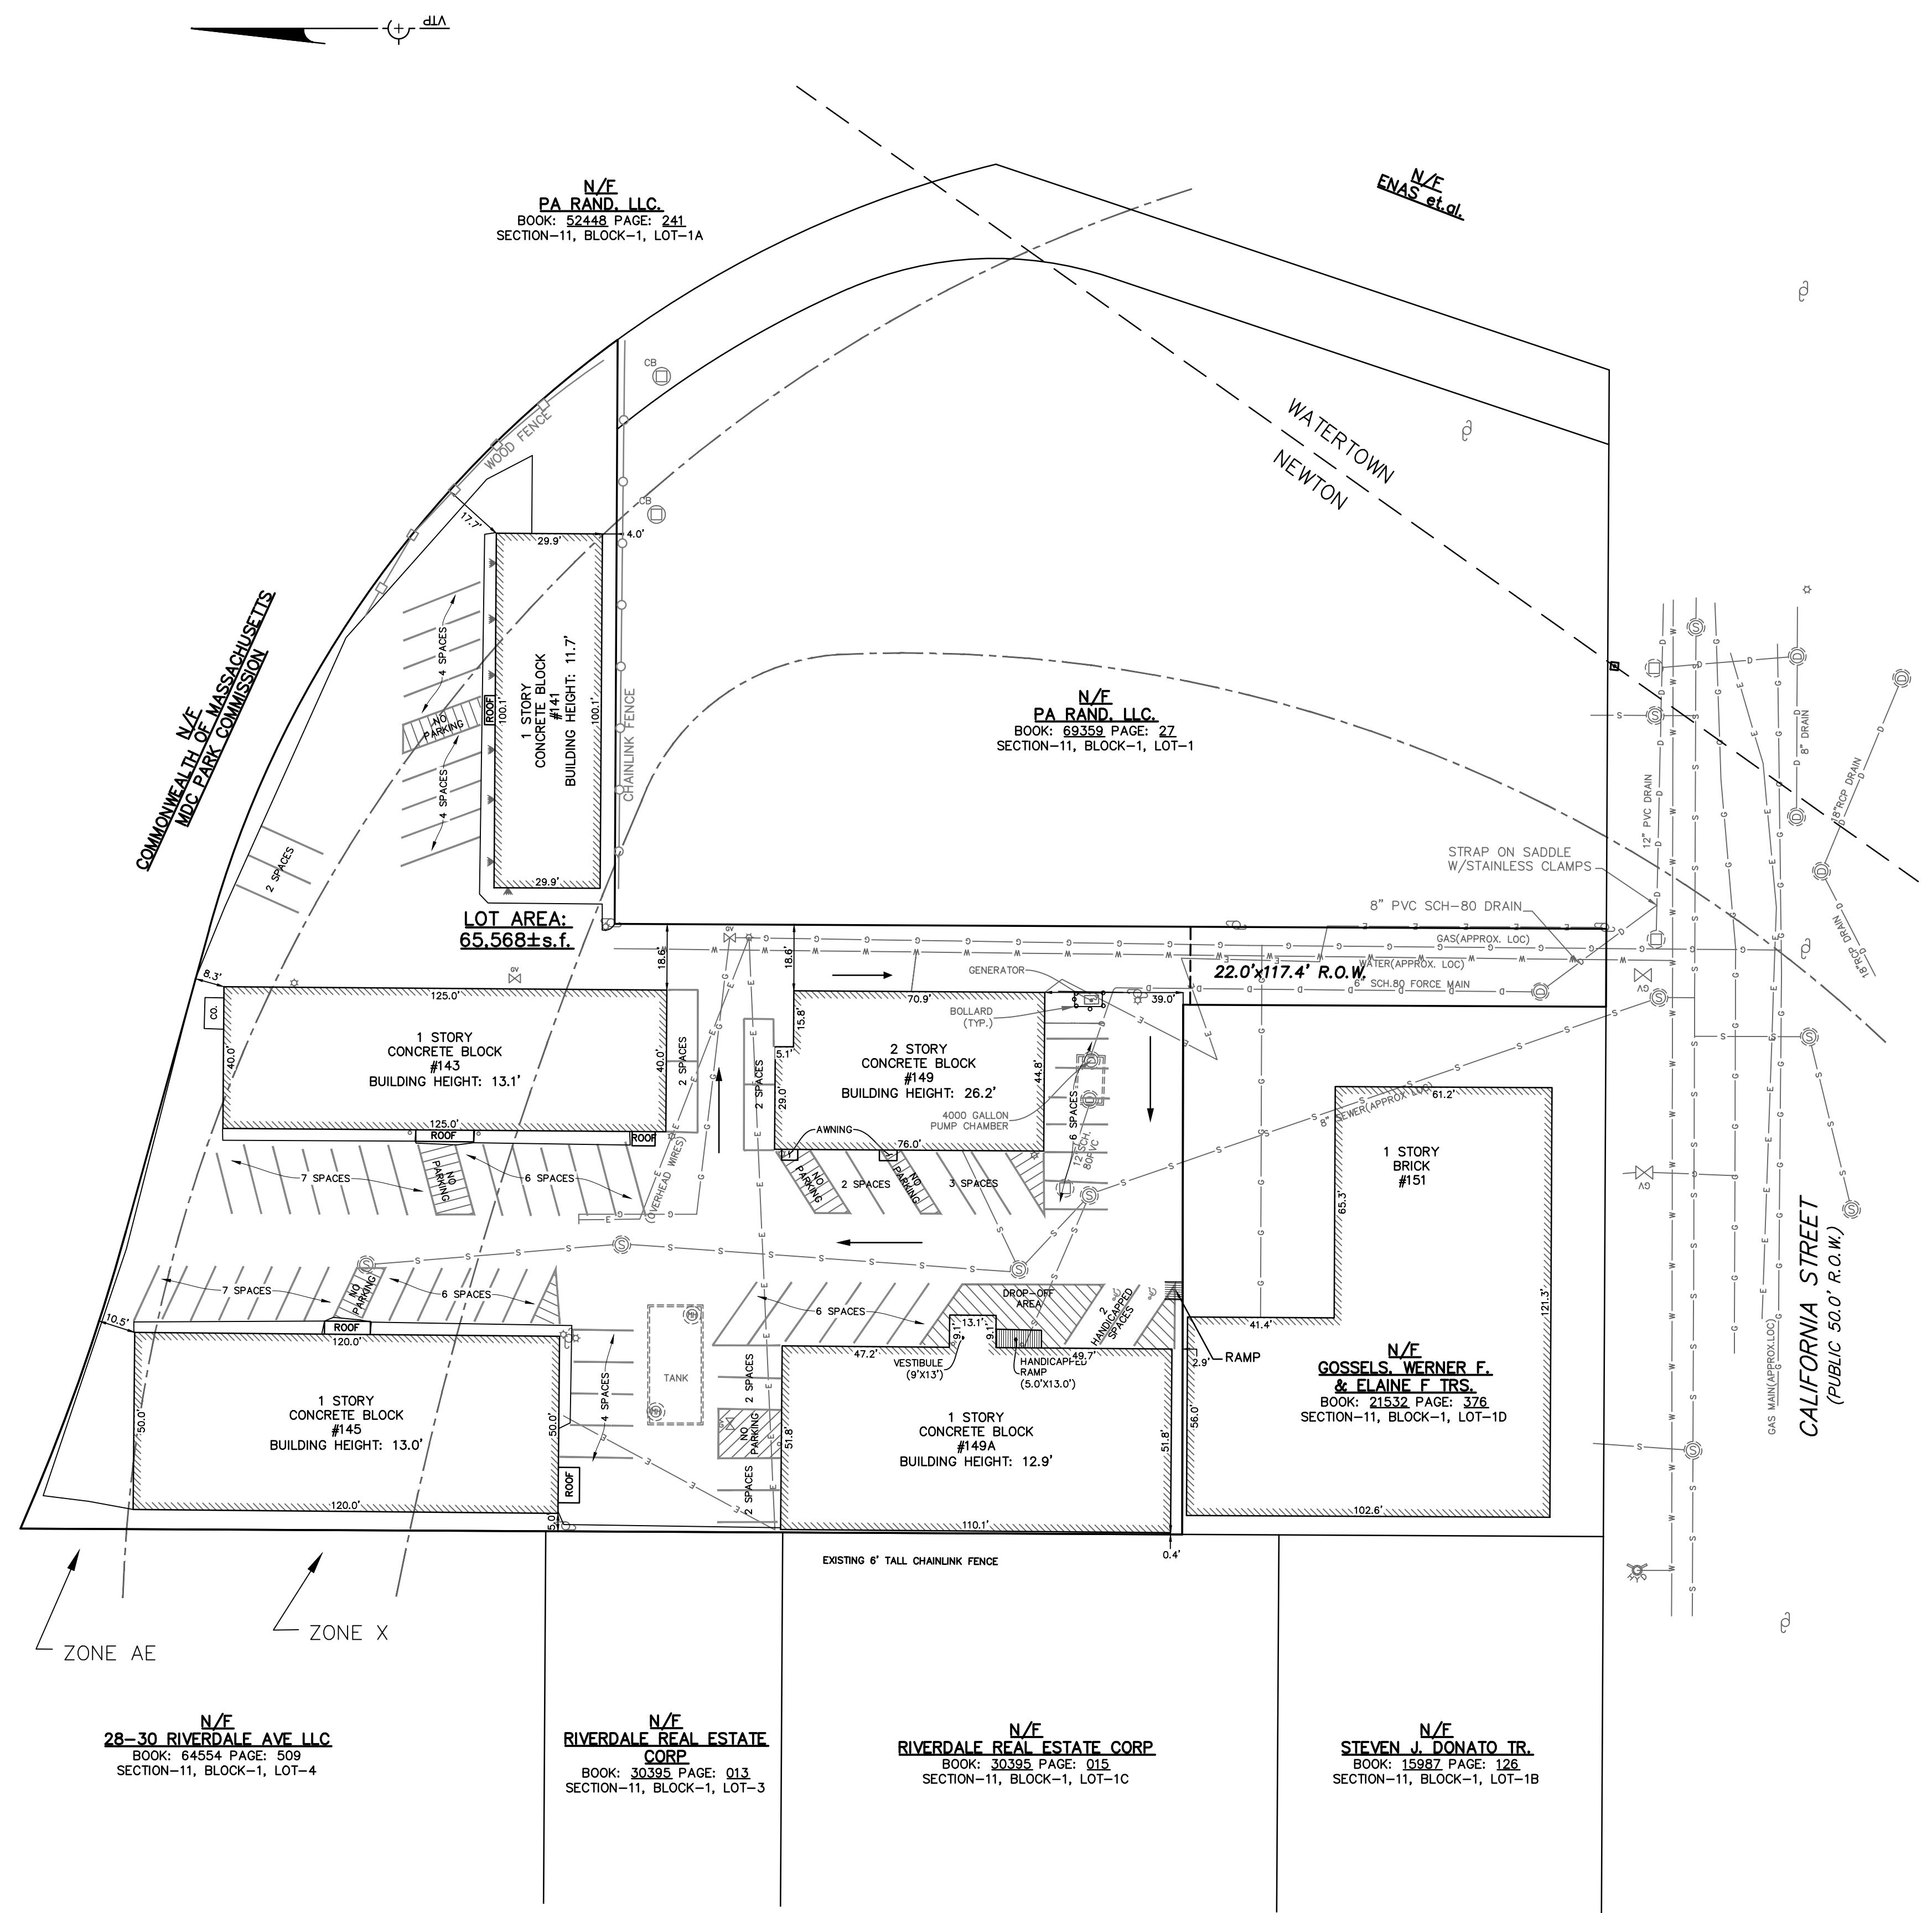 VTP
N/F
PA RAND, LLC.
BOOK: 52448 PAGE: 241
SECTION-11, BLOCK-1, LOT-1A
N/F
ENAS et.al.
WATERTOWN
NEWTON
CB
CB
WOOD FENCE
CHAINLINK FENCE
N/F
COMMONWEALTH OF MASSACHUSETTS
MDC PARK COMMISSION
17.7'
29.9'
4.0'
4 SPACES
NO
PARKING
4 SPACES
ROOF
100.1'
1 STORY
CONCRETE BLOCK
#141
BUILDING HEIGHT: 11.7'
100.1'
29.9'
2 SPACES
N/F
PA RAND, LLC.
BOOK: 69359 PAGE: 27
SECTION-11, BLOCK-1, LOT-1
STRAP ON SADDLE
W/STAINLESS CLAMPS
8" PVC SCH-80 DRAIN
12" PVC DRAIN
8" DRAIN
18"RCP DRAIN
18"RCP DRAIN
LOT AREA:
65,568±s.f.
GV
GV
18.6'
18.6'
GAS(APPROX. LOC)
WATER(APPROX. LOC)
22.0'x117.4' R.O.W.
6" SCH.80 FORCE MAIN
GENERATOR
BOLLARD
(TYP.)
39.0'
8.3'
CO.
125.0'
40.0'
1 STORY
CONCRETE BLOCK
#143
BUILDING HEIGHT: 13.1'
40.0'
125.0'
ROOF
ROOF
2 SPACES
2 SPACES
70.9'
15.8'
5.1'
29.0'
2 STORY
CONCRETE BLOCK
#149
BUILDING HEIGHT: 26.2'
44.8'
76.0'
AWNING
4000 GALLON
PUMP CHAMBER
6 SPACES
12"SCH.
80PVC
8" SEWER(APPROX LOC)
61.2'
1 STORY
BRICK
#151
65.3'
121.3'
41.4'
56.0'
102.6'
GV
GV
7 SPACES
NO
PARKING
6 SPACES
(OVERHEAD WIRES)
NO
PARKING
2 SPACES
NO
PARKING
3 SPACES
7 SPACES
NO
PARKING
6 SPACES
6 SPACES
DROP-OFF
AREA
2
HANDICAPPED
SPACES
10.5'
ROOF
120.0'
50.0'
1 STORY
CONCRETE BLOCK
#145
BUILDING HEIGHT: 13.0'
50.0'
120.0'
ROOF
5.0'
4 SPACES
MH
TANK
MH
2 SPACES
NO
PARKING
2 SPACES
47.2'
9.1'
13.1'
9.1'
49.7'
VESTIBULE
(9'X13')
HANDICAPPED
RAMP
(5.0'X13.0')
2.9'
RAMP
51.8'
1 STORY
CONCRETE BLOCK
#149A
BUILDING HEIGHT: 12.9'
51.8'
110.1'
0.4'
N/F
GOSSELS, WERNER F.
& ELAINE F TRS.
BOOK: 21532 PAGE: 376
SECTION-11, BLOCK-1, LOT-1D
GAS MAIN(APPROX.LOC)
CALIFORNIA STREET
(PUBLIC 50.0' R.O.W.)
HYD
EXISTING 6' TALL CHAINLINK FENCE
ZONE AE
ZONE X
N/F
28-30 RIVERDALE AVE LLC
BOOK: 64554 PAGE: 509
SECTION-11, BLOCK-1, LOT-4
N/F
RIVERDALE REAL ESTATE
CORP
BOOK: 30395 PAGE: 013
SECTION-11, BLOCK-1, LOT-3
N/F
RIVERDALE REAL ESTATE CORP
BOOK: 30395 PAGE: 015
SECTION-11, BLOCK-1, LOT-1C
N/F
STEVEN J. DONATO TR.
BOOK: 15987 PAGE: 126
SECTION-11, BLOCK-1, LOT-1B